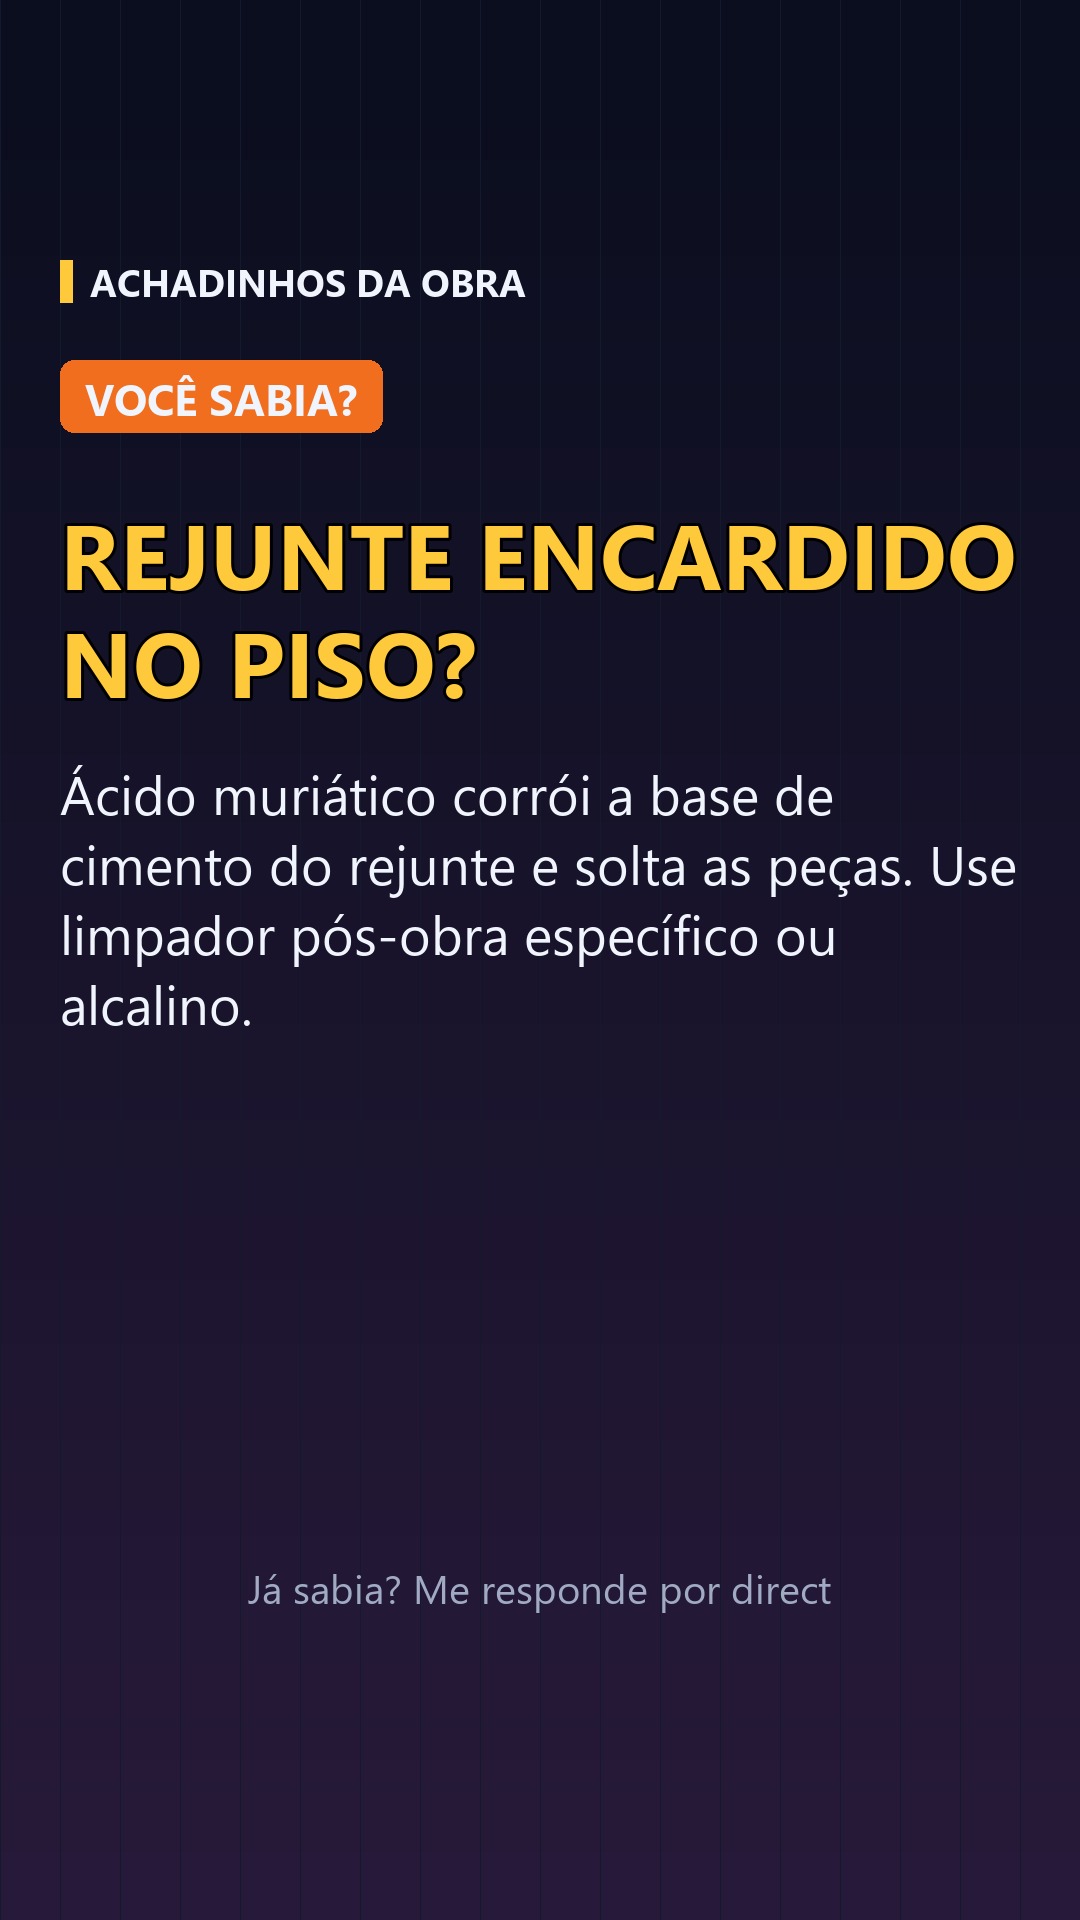 ACHADINHOS DA OBRA
VOCÊ SABIA?
REJUNTE ENCARDIDO
NO PISO?
Ácido muriático corrói a base de
cimento do rejunte e solta as peças. Use
limpador pós-obra específico ou
alcalino.
Já sabia? Me responde por direct